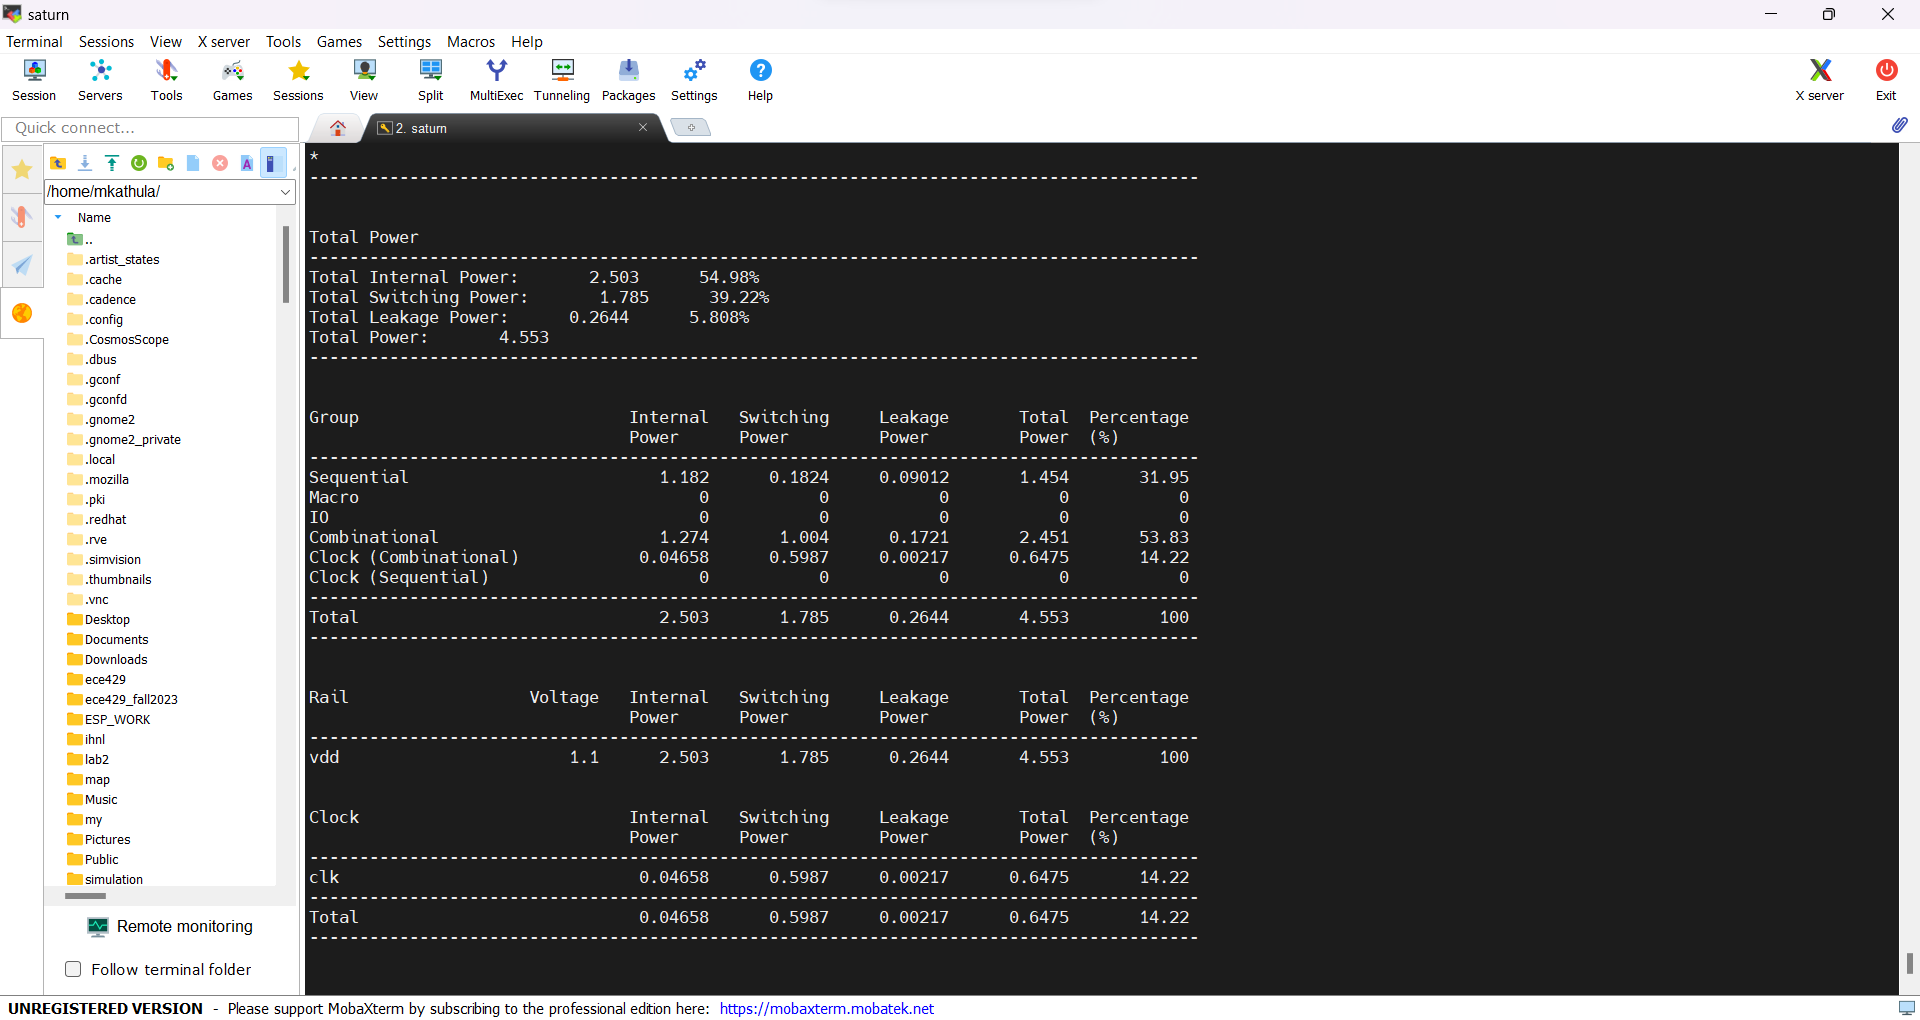 saturn
Terminal Sessions View X server Tools Games Settings Macros Help
Session Servers Tools Games Sessions View Split MultiExec Tunneling Packages Settings Help X server Exit
Quick connect...
2. saturn
/home/mkathula/
Name
..
.artist_states
.cache
.cadence
.config
.CosmosScope
.dbus
.gconf
.gconfd
.gnome2
.gnome2_private
.local
.mozilla
.pki
.redhat
.rve
.simvision
.thumbnails
.vnc
Desktop
Documents
Downloads
ece429
ece429_fall2023
ESP_WORK
ihnl
lab2
map
Music
my
Pictures
Public
simulation
Remote monitoring
Follow terminal folder
*
-----------------------------------------------------------------------------------------
Total Power
-----------------------------------------------------------------------------------------
Total Internal Power: 2.503 54.98%
Total Switching Power: 1.785 39.22%
Total Leakage Power: 0.2644 5.808%
Total Power: 4.553
-----------------------------------------------------------------------------------------
Group Internal Switching Leakage Total Percentage
Power Power Power Power (%)
-----------------------------------------------------------------------------------------
Sequential 1.182 0.1824 0.09012 1.454 31.95
Macro 0 0 0 0 0
IO 0 0 0 0 0
Combinational 1.274 1.004 0.1721 2.451 53.83
Clock (Combinational) 0.04658 0.5987 0.00217 0.6475 14.22
Clock (Sequential) 0 0 0 0 0
-----------------------------------------------------------------------------------------
Total 2.503 1.785 0.2644 4.553 100
-----------------------------------------------------------------------------------------
Rail Voltage Internal Switching Leakage Total Percentage
Power Power Power Power (%)
-----------------------------------------------------------------------------------------
vdd 1.1 2.503 1.785 0.2644 4.553 100
Clock Internal Switching Leakage Total Percentage
Power Power Power Power (%)
-----------------------------------------------------------------------------------------
clk 0.04658 0.5987 0.00217 0.6475 14.22
-----------------------------------------------------------------------------------------
Total 0.04658 0.5987 0.00217 0.6475 14.22
-----------------------------------------------------------------------------------------
UNREGISTERED VERSION - Please support MobaXterm by subscribing to the professional edition here: https://mobaxterm.mobatek.net